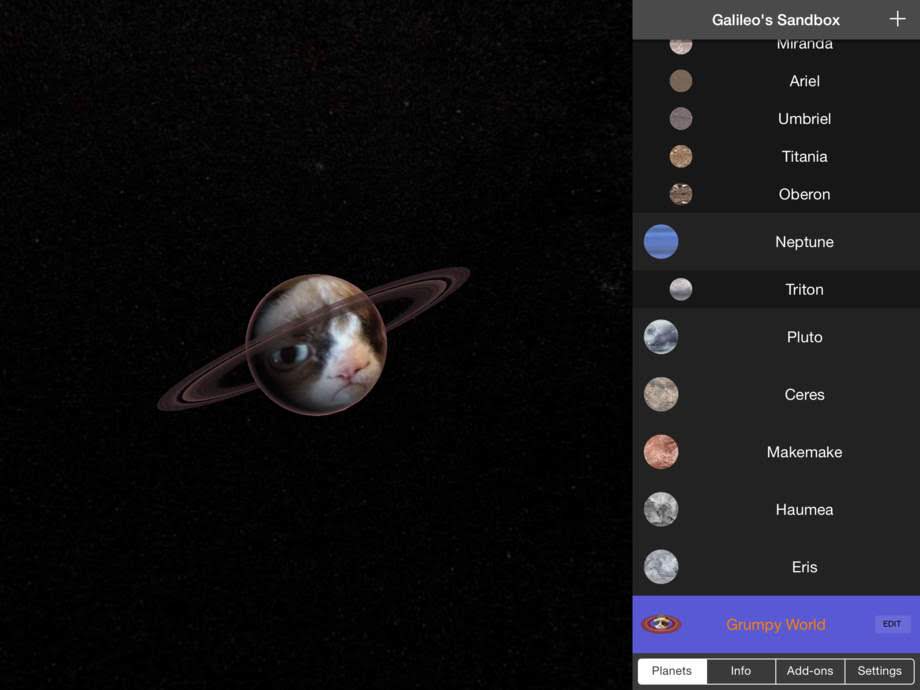 Galileo's Sandbox +
Miranda
Ariel
Umbriel
Titania
Oberon
Neptune
Triton
Pluto
Ceres
Makemake
Haumea
Eris
Grumpy World EDIT
Planets Info Add-ons Settings